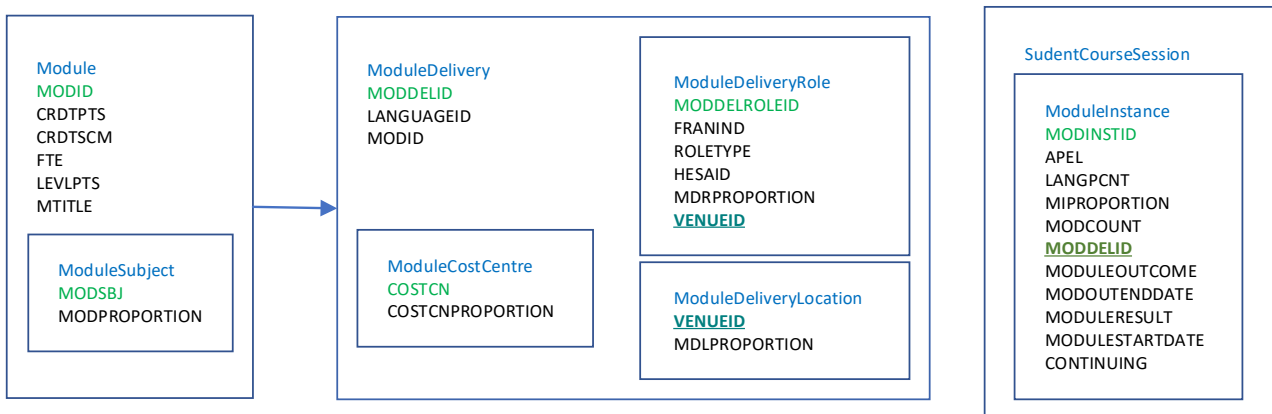 Module
MODID
CRDTPTS
CRDTSCM
FTE
LEVLPTS
MTITLE
ModuleSubject
MODSBJ
MODPROPORTION
ModuleDelivery
MODDELID
LANGUAGEID
MODID
ModuleCostCentre
COSTCN
COSTCNPROPORTION
ModuleDeliveryRole
MODDELROLEID
FRANIND
ROLETYPE
HESAID
MDRPROPORTION
VENUEID
ModuleDeliveryLocation
VENUEID
MDLPROPORTION
SudentCourseSession
ModuleInstance
MODINSTID
APEL
LANGPCNT
MIPROPORTION
MODCOUNT
MODDELID
MODULEOUTCOME
MODOUTENDDATE
MODULERESULT
MODULESTARTDATE
CONTINUING